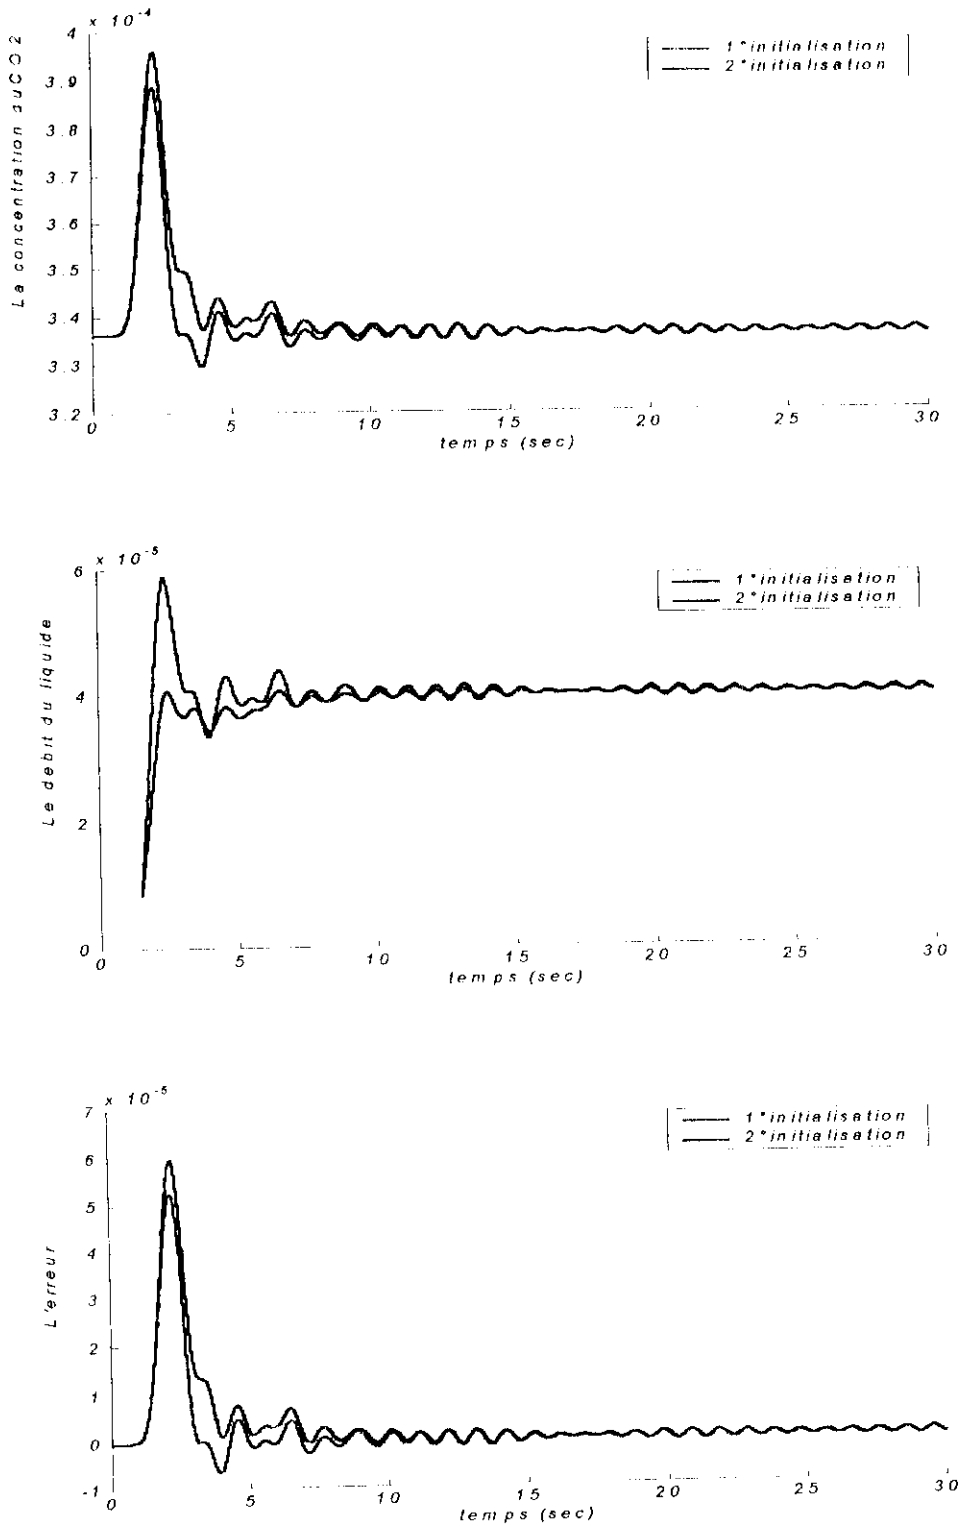 x 10-4
La concentration duCO2
4
3.9
3.8
3.7
3.6
3.5
3.4
3.3
3.2
1°initialisation
2°initialisation
0 5 10 15 20 25 30
temps (sec)
x 10-5
Le debit du liquide
6
4
2
0
1°initialisation
2°initialisation
0 5 10 15 20 25 30
temps (sec)
x 10-5
L'erreur
7
6
5
4
3
2
1
0
-1
1°initialisation
2°initialisation
0 5 10 15 20 25 30
temps (sec)